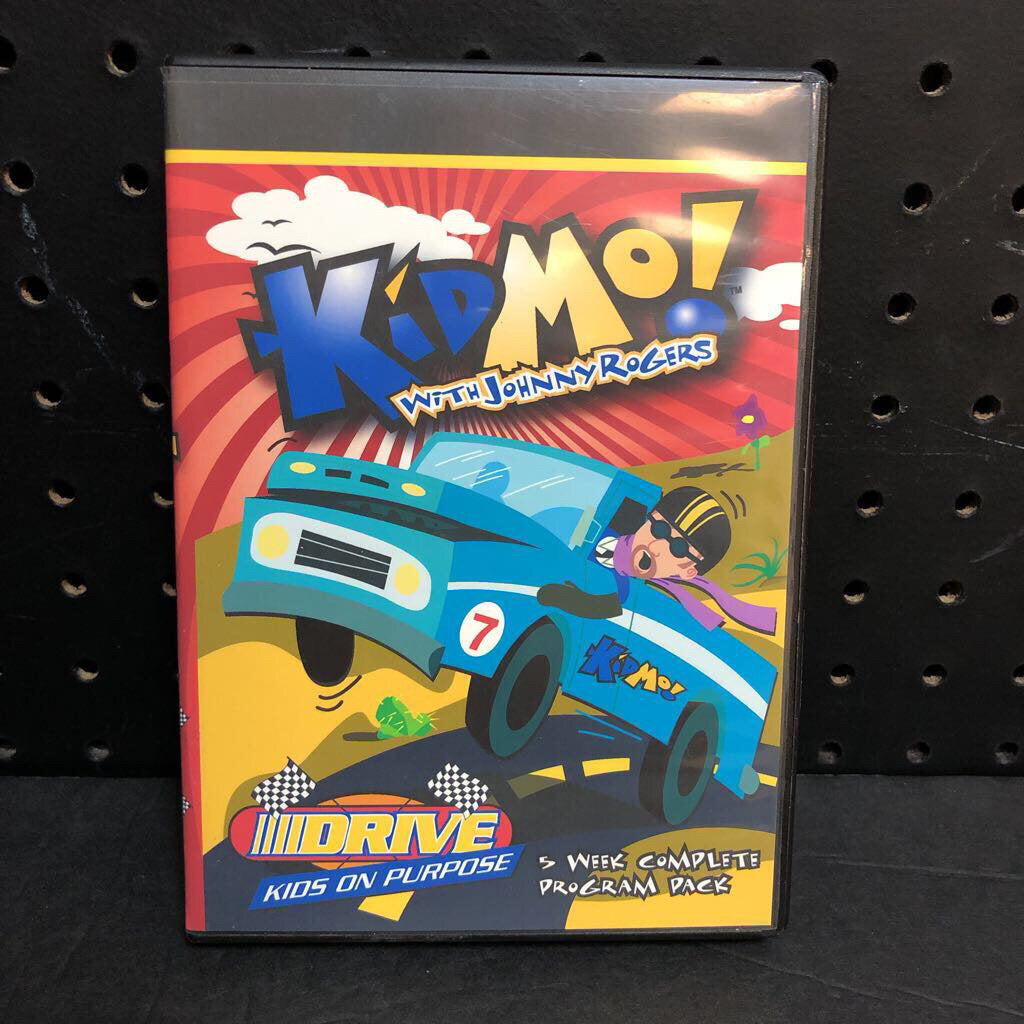 KiDMO!
™
WiTH JOHNNY ROGERS
7
KiDMO!
DRIVE
KIDS ON PURPOSE
5 WEEK COMPLETE
PROGRAM PACK